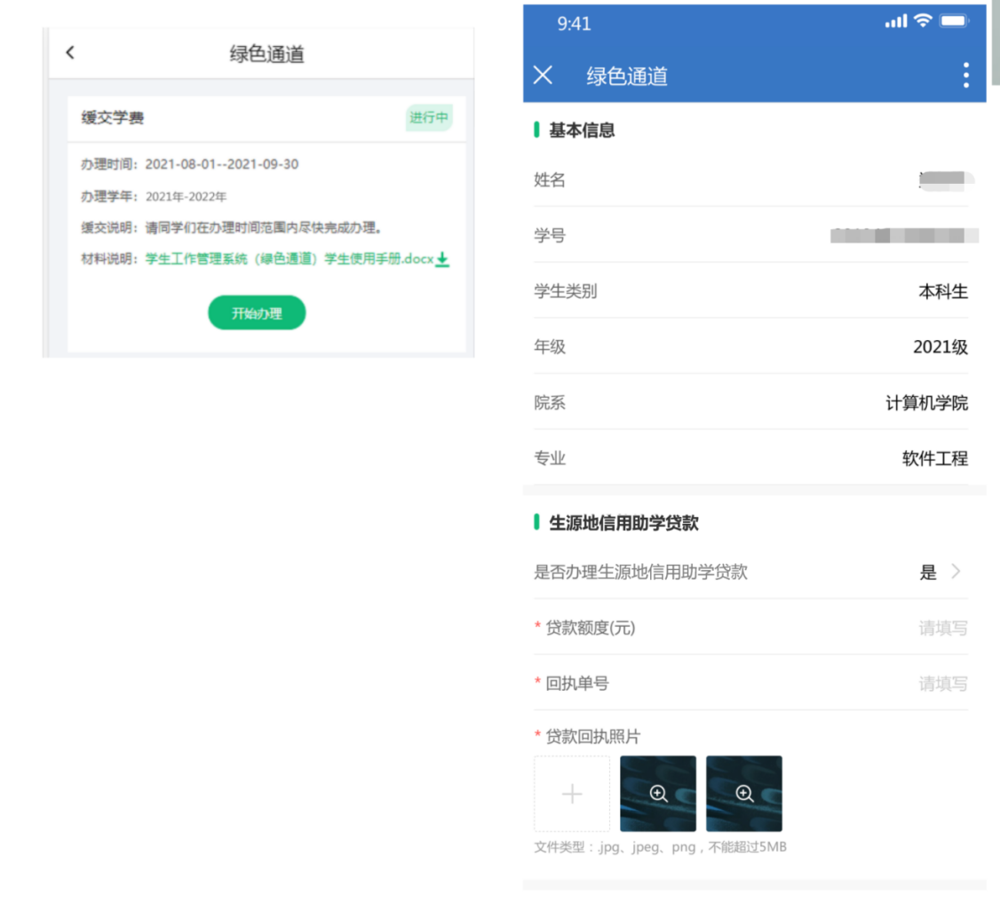 绿色通道
缓交学费
进行中
办理时间：2021-08-01--2021-09-30
办理学年：2021年-2022年
缓交说明：请同学们在办理时间范围内尽快完成办理。
材料说明：学生工作管理系统（绿色通道）学生使用手册.docx
开始办理
9:41
绿色通道
基本信息
姓名
学号
学生类别 本科生
年级 2021级
院系 计算机学院
专业 软件工程
生源地信用助学贷款
是否办理生源地信用助学贷款 是
* 贷款额度(元) 请填写
* 回执单号 请填写
* 贷款回执照片
文件类型：.jpg、jpeg、png，不能超过5MB